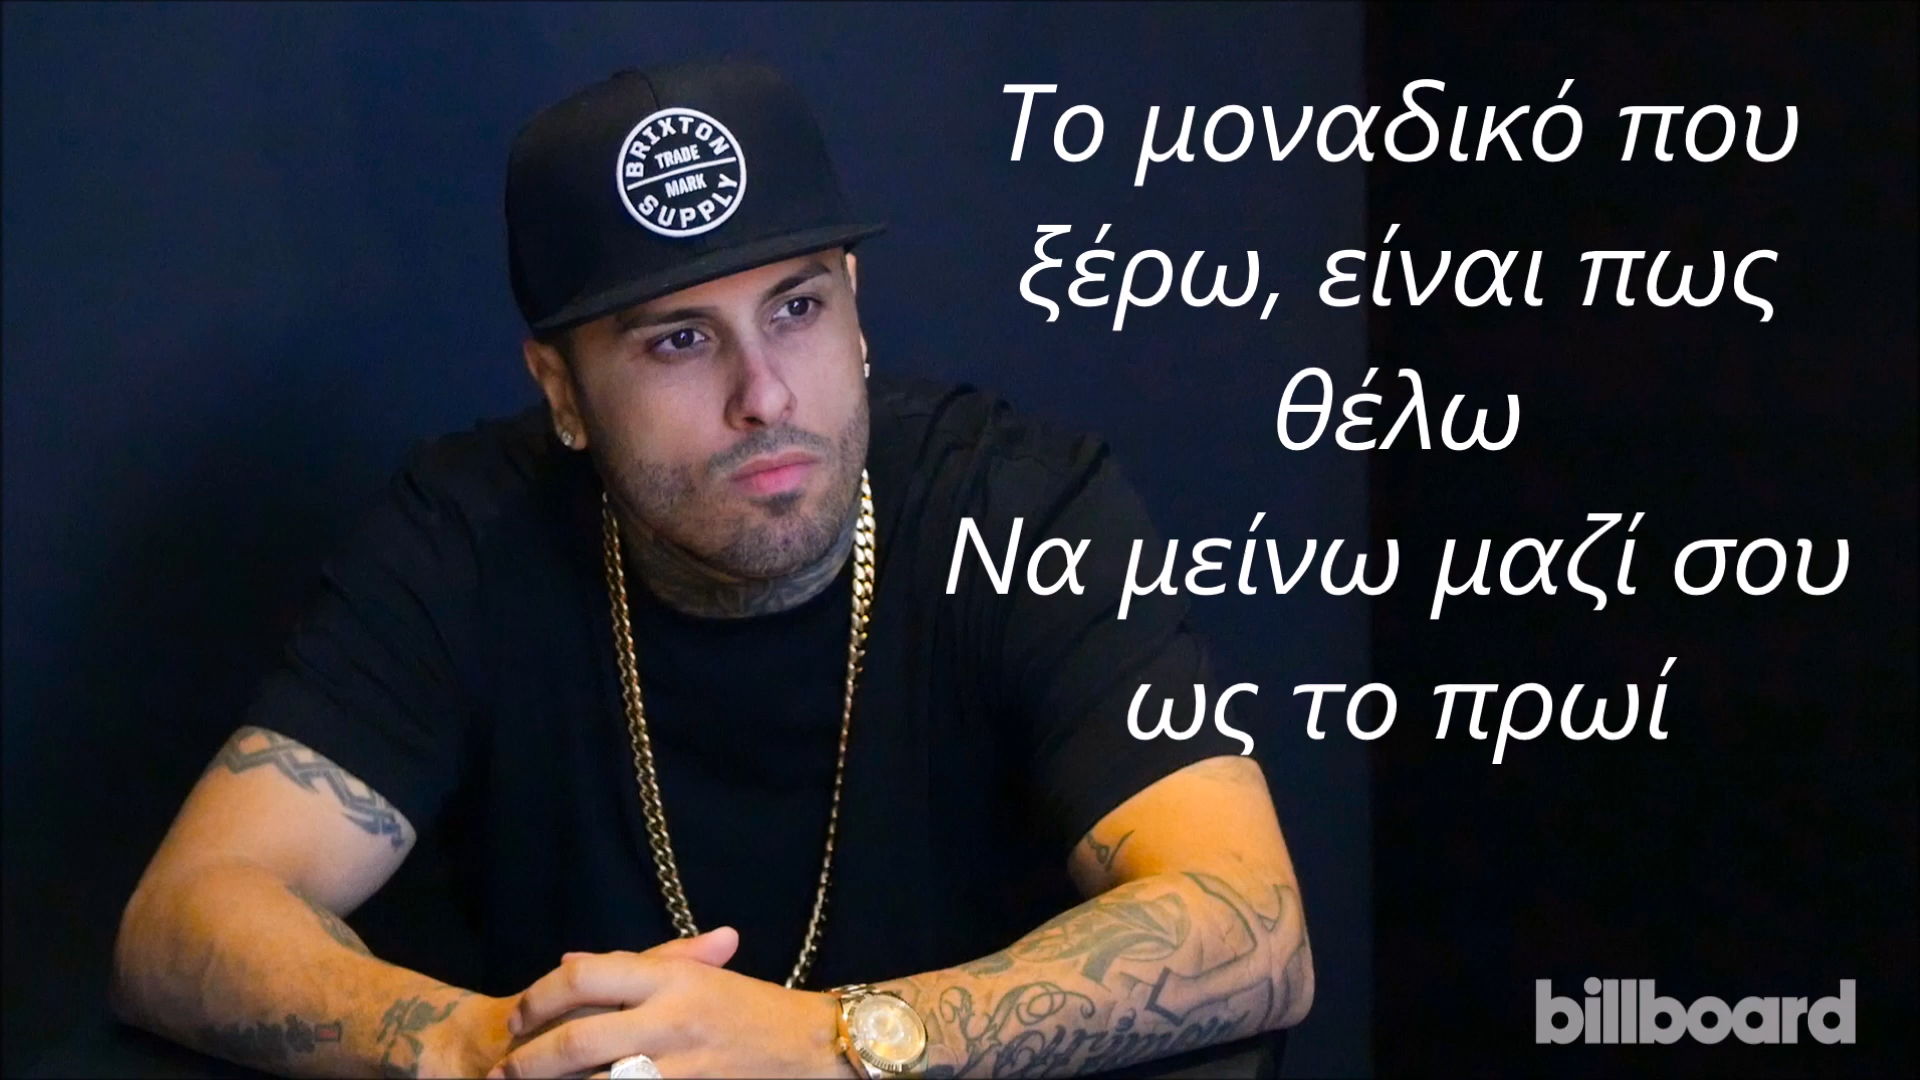 BRIXTON
TRADE
MARK
SUPPLY
Το μοναδικό που
ξέρω, είναι πως
θέλω
Να μείνω μαζί σου
ως το πρωί
billboard